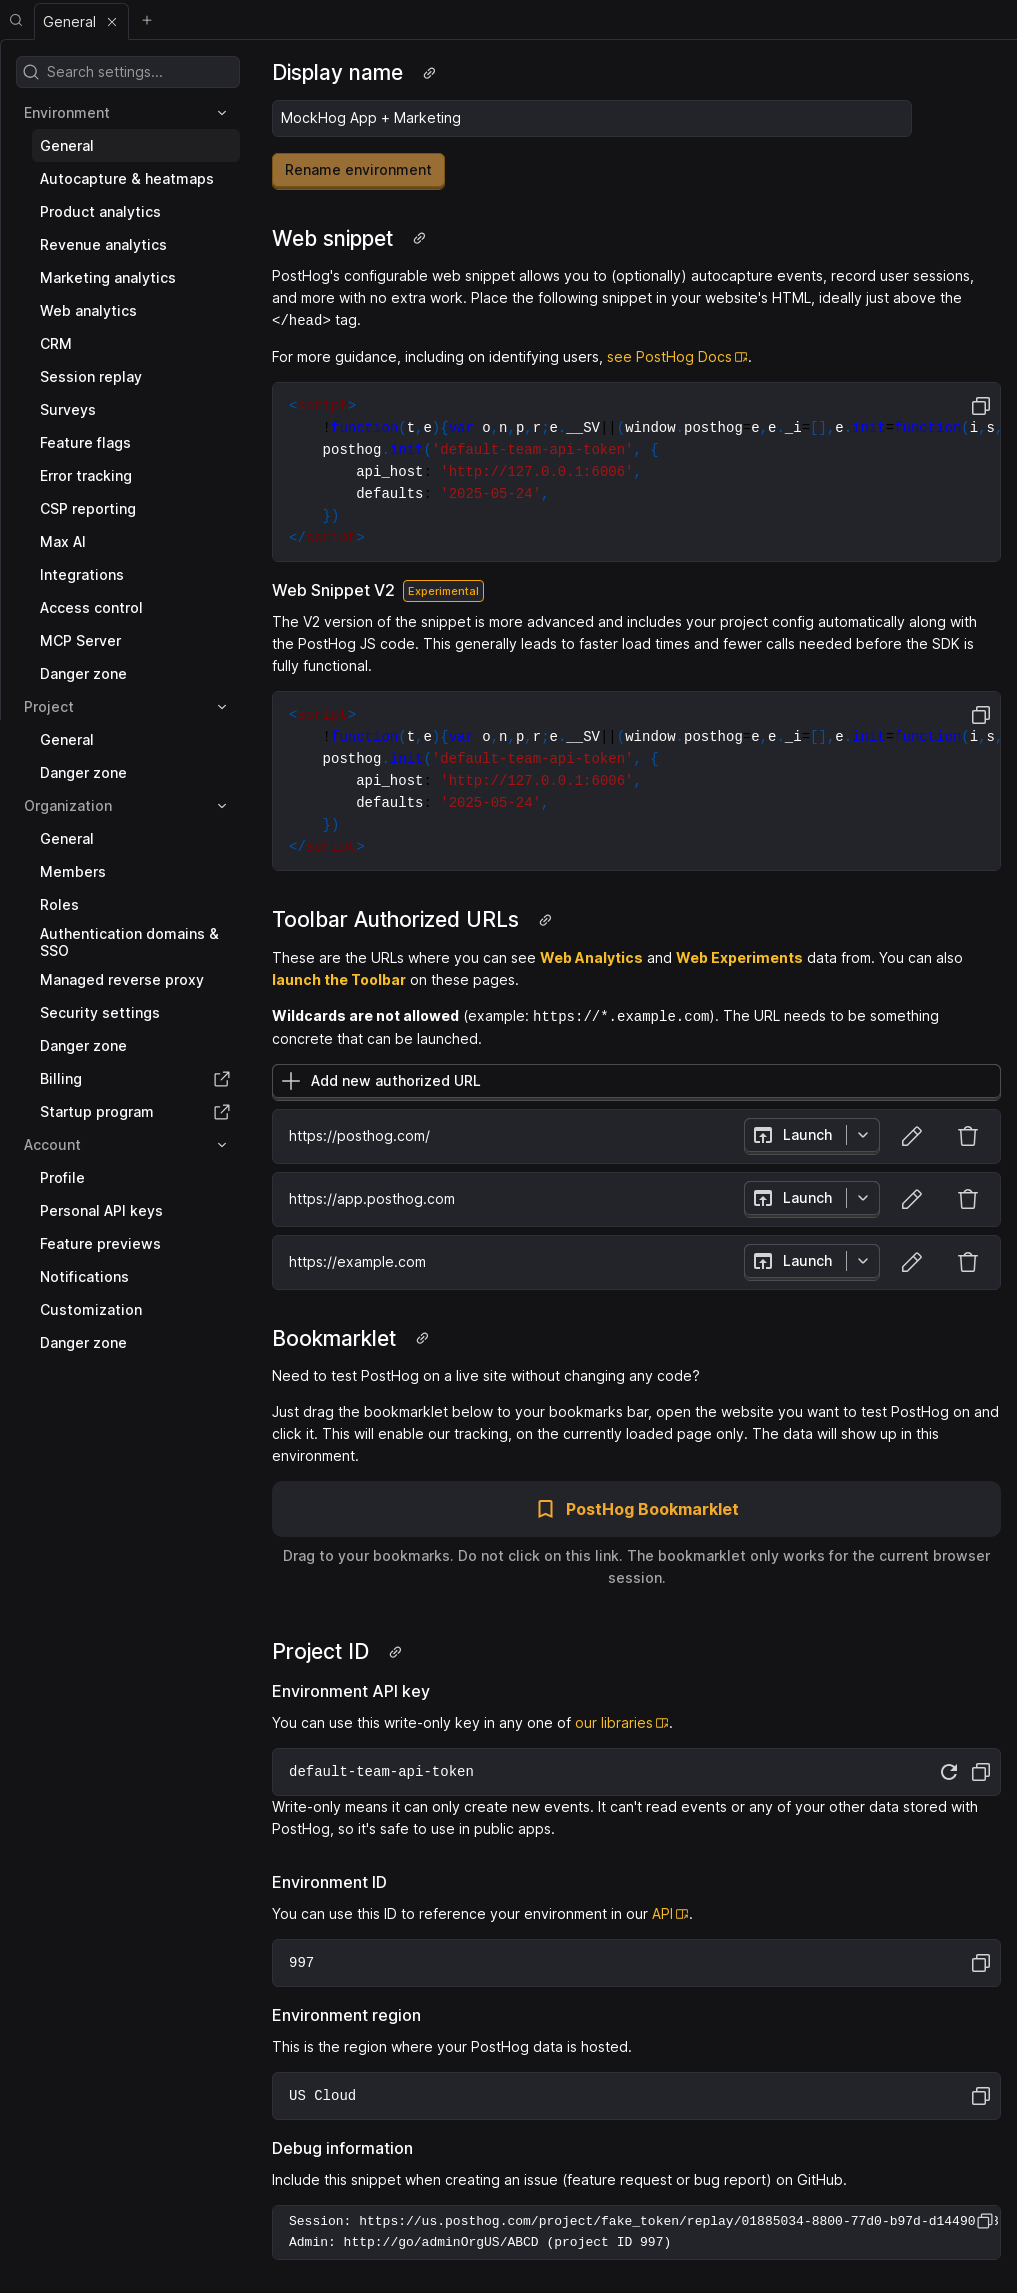 General
Search settings...
Environment
General
Autocapture & heatmaps
Product analytics
Revenue analytics
Marketing analytics
Web analytics
CRM
Session replay
Surveys
Feature flags
Error tracking
CSP reporting
Max AI
Integrations
Access control
MCP Server
Danger zone
Project
General
Danger zone
Organization
General
Members
Roles
Authentication domains &
SSO
Managed reverse proxy
Security settings
Danger zone
Billing
Startup program
Account
Profile
Personal API keys
Feature previews
Notifications
Customization
Danger zone
Display name
MockHog App + Marketing
Rename environment
Web snippet
PostHog's configurable web snippet allows you to (optionally) autocapture events, record user sessions,
and more with no extra work. Place the following snippet in your website's HTML, ideally just above the
</head> tag.
For more guidance, including on identifying users, see PostHog Docs.
<script>
!function(t,e){var o,n,p,r;e.__SV||(window.posthog=e,e._i=[],e.init=function(i,s,
posthog.init('default-team-api-token', {
api_host: 'http://127.0.0.1:6006',
defaults: '2025-05-24',
})
</script>
Web Snippet V2 Experimental
The V2 version of the snippet is more advanced and includes your project config automatically along with
the PostHog JS code. This generally leads to faster load times and fewer calls needed before the SDK is
fully functional.
<script>
!function(t,e){var o,n,p,r;e.__SV||(window.posthog=e,e._i=[],e.init=function(i,s,
posthog.init('default-team-api-token', {
api_host: 'http://127.0.0.1:6006',
defaults: '2025-05-24',
})
</script>
Toolbar Authorized URLs
These are the URLs where you can see Web Analytics and Web Experiments data from. You can also
launch the Toolbar on these pages.
Wildcards are not allowed (example: https://*.example.com). The URL needs to be something
concrete that can be launched.
Add new authorized URL
https://posthog.com/ Launch
https://app.posthog.com Launch
https://example.com Launch
Bookmarklet
Need to test PostHog on a live site without changing any code?
Just drag the bookmarklet below to your bookmarks bar, open the website you want to test PostHog on and
click it. This will enable our tracking, on the currently loaded page only. The data will show up in this
environment.
PostHog Bookmarklet
Drag to your bookmarks. Do not click on this link. The bookmarklet only works for the current browser
session.
Project ID
Environment API key
You can use this write-only key in any one of our libraries.
default-team-api-token
Write-only means it can only create new events. It can't read events or any of your other data stored with
PostHog, so it's safe to use in public apps.
Environment ID
You can use this ID to reference your environment in our API.
997
Environment region
This is the region where your PostHog data is hosted.
US Cloud
Debug information
Include this snippet when creating an issue (feature request or bug report) on GitHub.
Session: https://us.posthog.com/project/fake_token/replay/01885034-8800-77d0-b97d-d14490
Admin: http://go/adminOrgUS/ABCD (project ID 997)